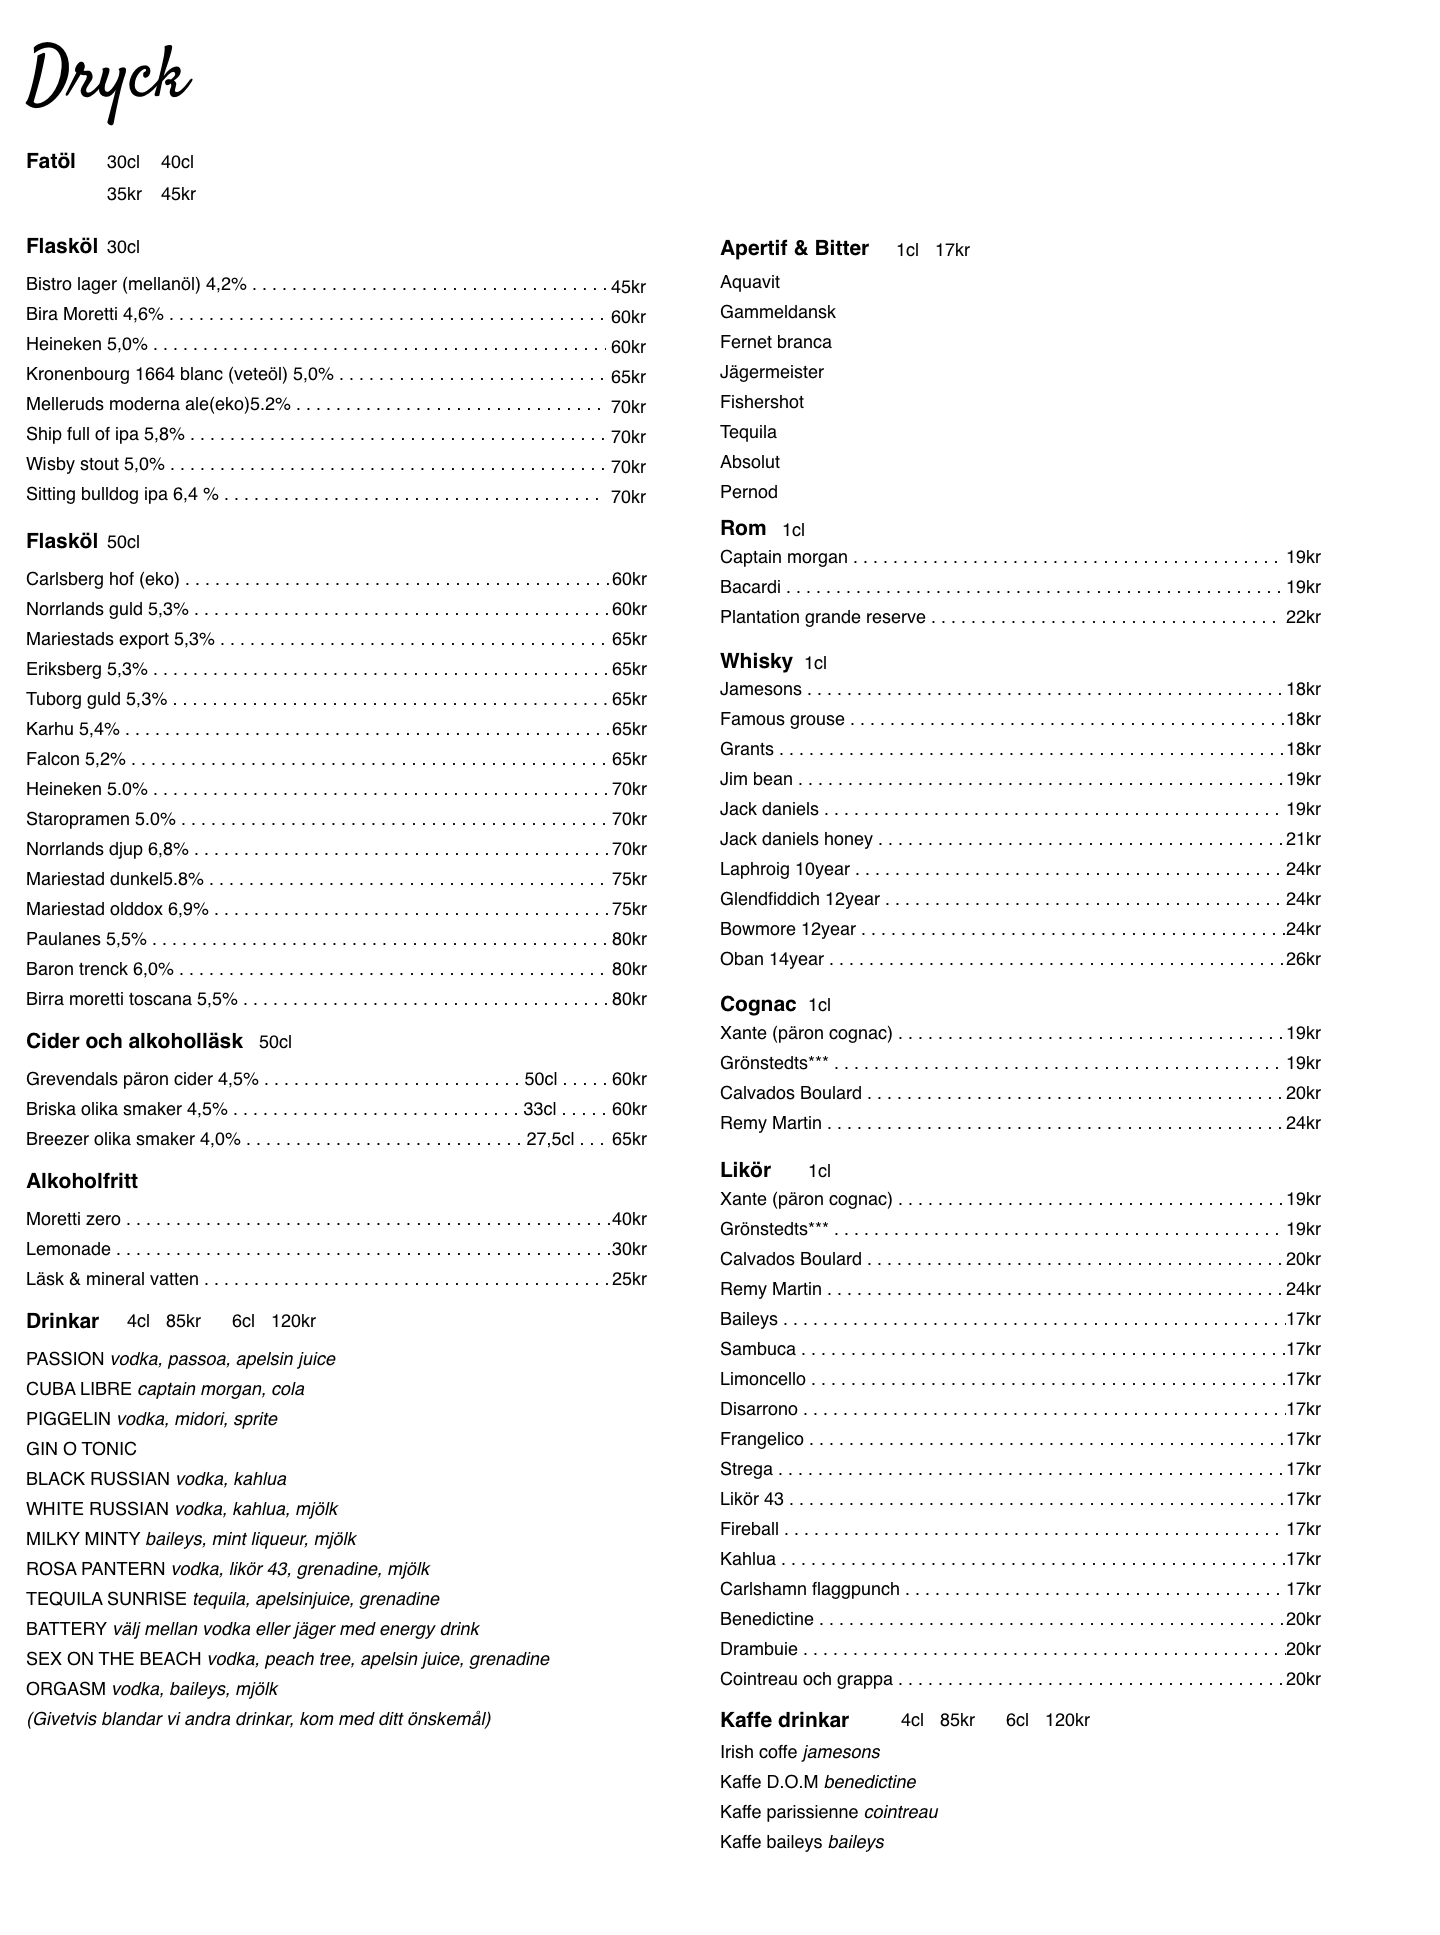 Dryck
Fatöl 30cl 40cl
35kr 45kr
Flasköl 30cl
Bistro lager (mellanöl) 4,2% 45kr
Bira Moretti 4,6% 60kr
Heineken 5,0% 60kr
Kronenbourg 1664 blanc (veteöl) 5,0% 65kr
Melleruds moderna ale(eko)5.2% 70kr
Ship full of ipa 5,8% 70kr
Wisby stout 5,0% 70kr
Sitting bulldog ipa 6,4 % 70kr
Flasköl 50cl
Carlsberg hof (eko) 60kr
Norrlands guld 5,3% 60kr
Mariestads export 5,3% 65kr
Eriksberg 5,3% 65kr
Tuborg guld 5,3% 65kr
Karhu 5,4% 65kr
Falcon 5,2% 65kr
Heineken 5.0% 70kr
Staropramen 5.0% 70kr
Norrlands djup 6,8% 70kr
Mariestad dunkel5.8% 75kr
Mariestad olddox 6,9% 75kr
Paulanes 5,5% 80kr
Baron trenck 6,0% 80kr
Birra moretti toscana 5,5% 80kr
Cider och alkoholläsk 50cl
Grevendals päron cider 4,5% 50cl 60kr
Briska olika smaker 4,5% 33cl 60kr
Breezer olika smaker 4,0% 27,5cl 65kr
Alkoholfritt
Moretti zero 40kr
Lemonade 30kr
Läsk & mineral vatten 25kr
Drinkar 4cl 85kr 6cl 120kr
PASSION vodka, passoa, apelsin juice
CUBA LIBRE captain morgan, cola
PIGGELIN vodka, midori, sprite
GIN O TONIC
BLACK RUSSIAN vodka, kahlua
WHITE RUSSIAN vodka, kahlua, mjölk
MILKY MINTY baileys, mint liqueur, mjölk
ROSA PANTERN vodka, likör 43, grenadine, mjölk
TEQUILA SUNRISE tequila, apelsinjuice, grenadine
BATTERY välj mellan vodka eller jäger med energy drink
SEX ON THE BEACH vodka, peach tree, apelsin juice, grenadine
ORGASM vodka, baileys, mjölk
(Givetvis blandar vi andra drinkar, kom med ditt önskemål)
Apertif & Bitter 1cl 17kr
Aquavit
Gammeldansk
Fernet branca
Jägermeister
Fishershot
Tequila
Absolut
Pernod
Rom 1cl
Captain morgan 19kr
Bacardi 19kr
Plantation grande reserve 22kr
Whisky 1cl
Jamesons 18kr
Famous grouse 18kr
Grants 18kr
Jim bean 19kr
Jack daniels 19kr
Jack daniels honey 21kr
Laphroig 10year 24kr
Glendfiddich 12year 24kr
Bowmore 12year 24kr
Oban 14year 26kr
Cognac 1cl
Xante (päron cognac) 19kr
Grönstedts*** 19kr
Calvados Boulard 20kr
Remy Martin 24kr
Likör 1cl
Xante (päron cognac) 19kr
Grönstedts*** 19kr
Calvados Boulard 20kr
Remy Martin 24kr
Baileys 17kr
Sambuca 17kr
Limoncello 17kr
Disarrono 17kr
Frangelico 17kr
Strega 17kr
Likör 43 17kr
Fireball 17kr
Kahlua 17kr
Carlshamn flaggpunch 17kr
Benedictine 20kr
Drambuie 20kr
Cointreau och grappa 20kr
Kaffe drinkar 4cl 85kr 6cl 120kr
Irish coffe jamesons
Kaffe D.O.M benedictine
Kaffe parissienne cointreau
Kaffe baileys baileys